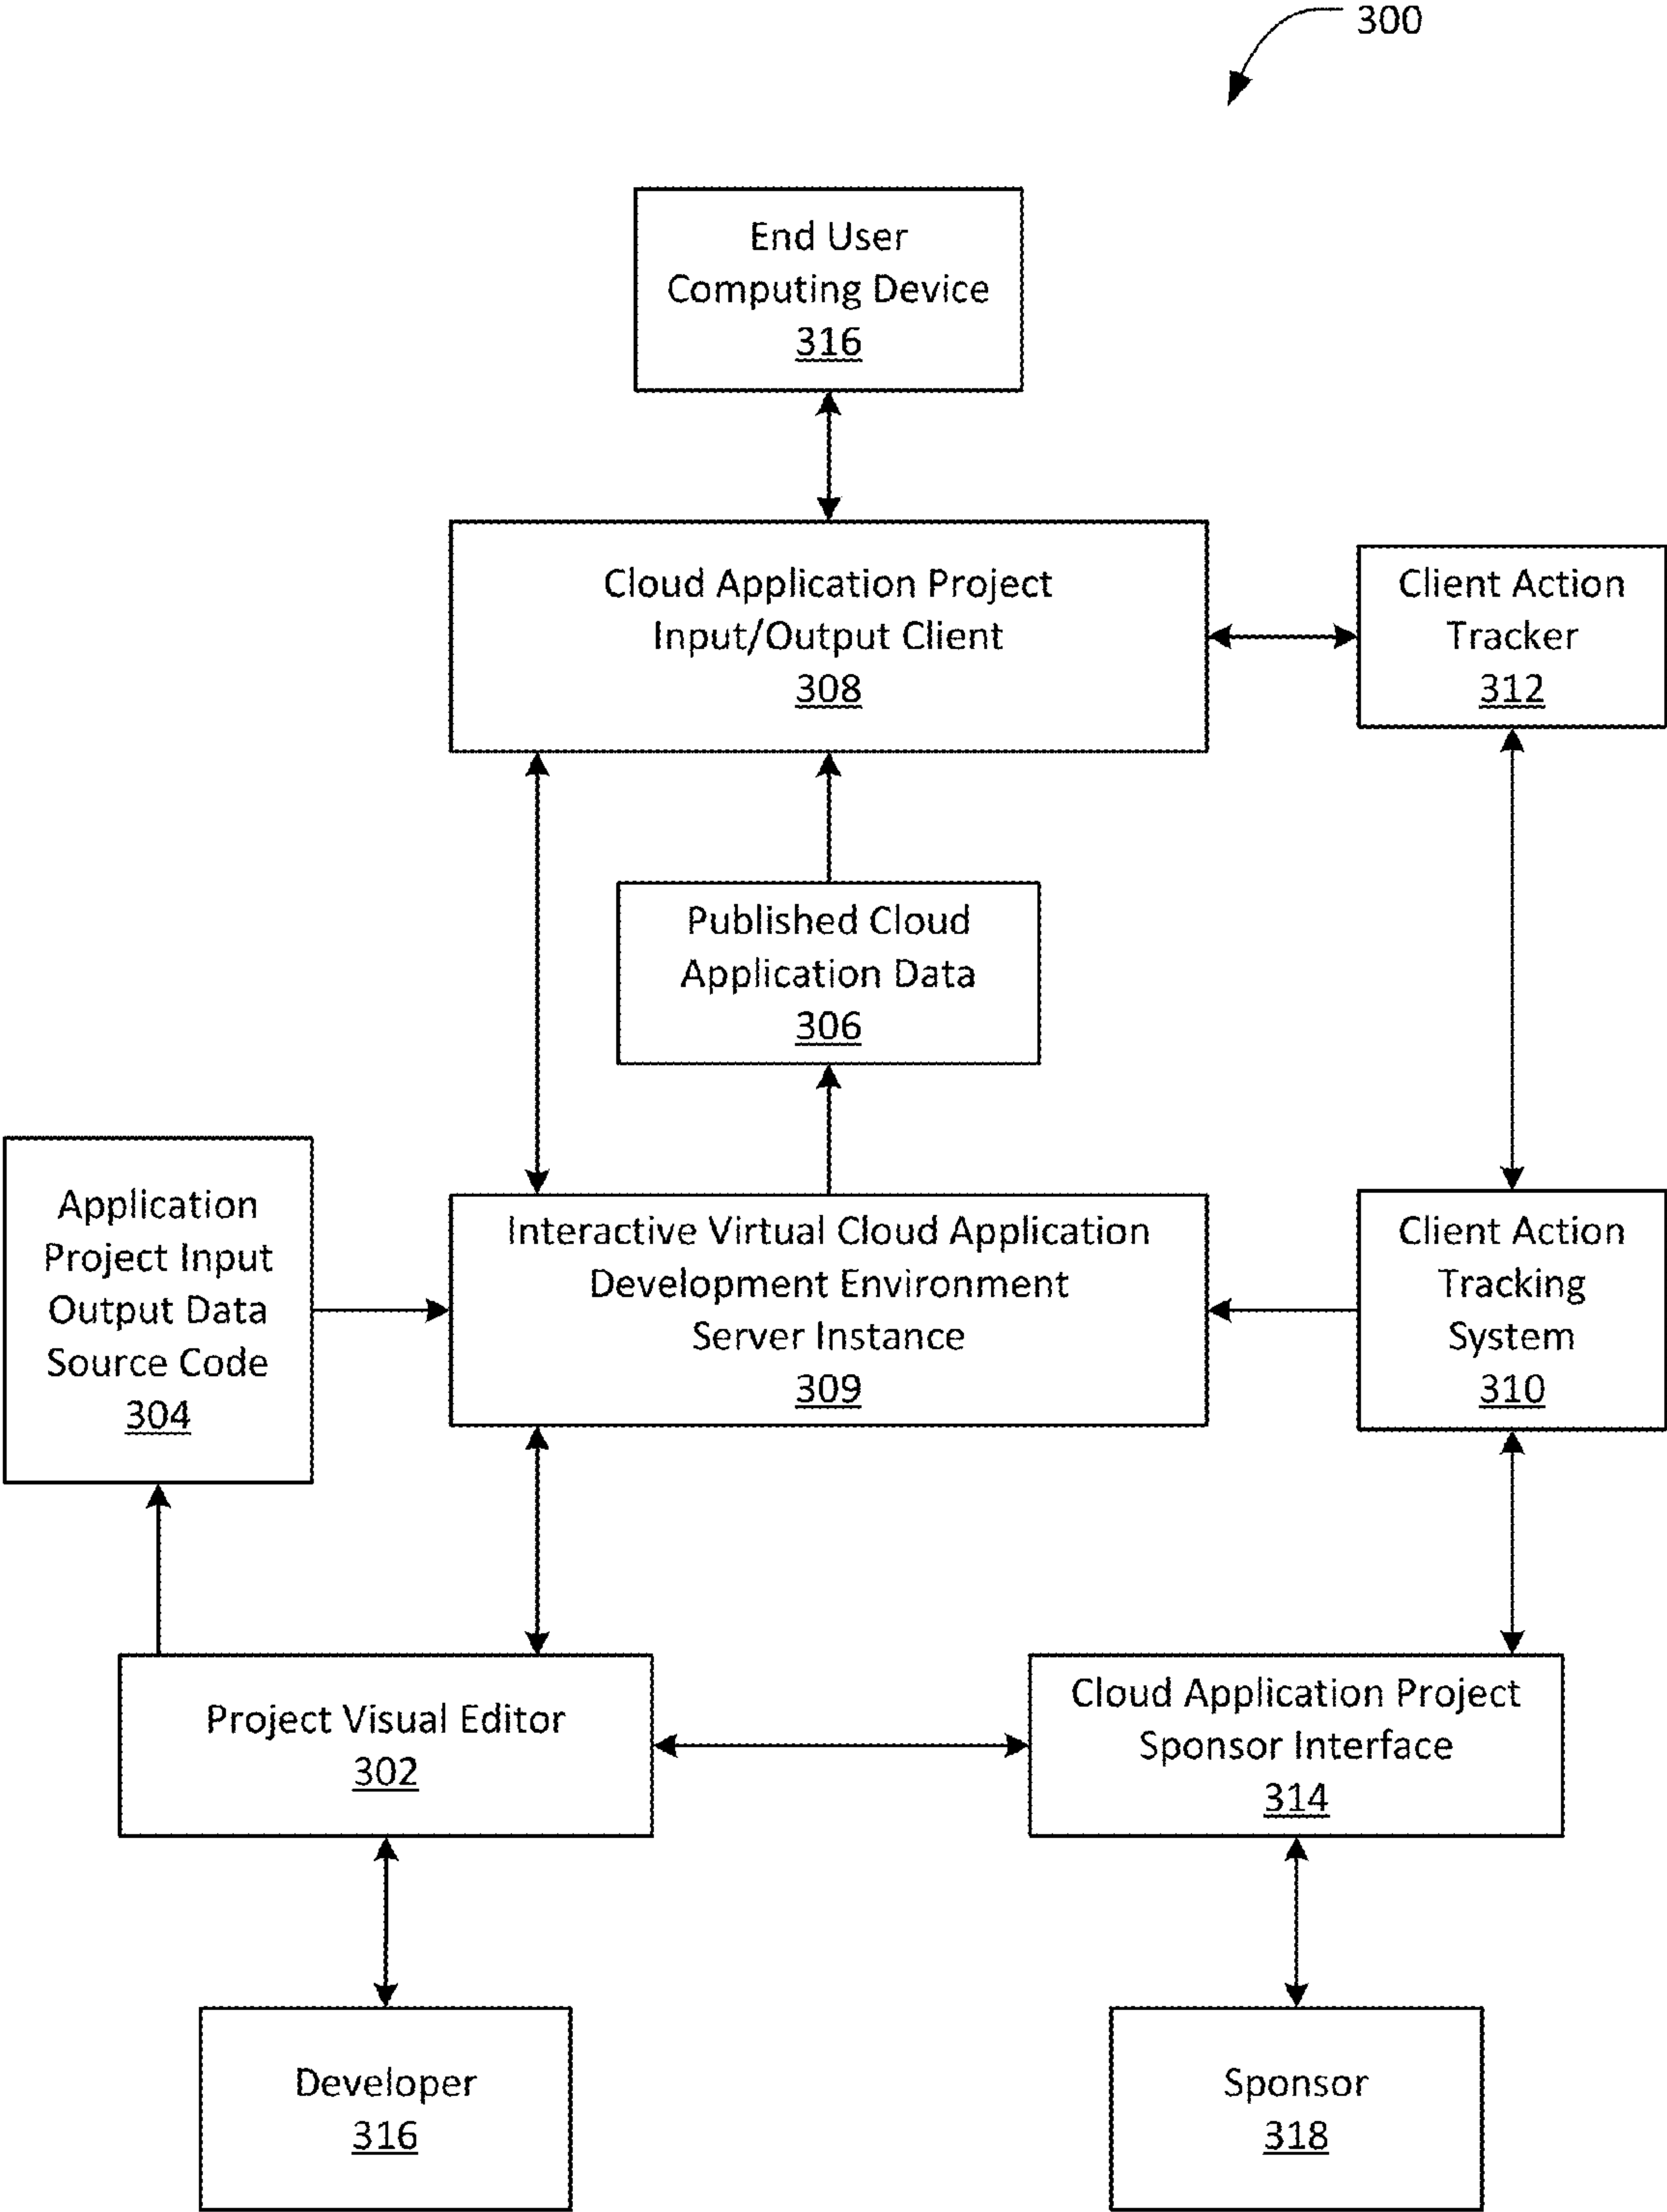 300
End User
Computing Device
316
Cloud Application Project
Input/Output Client
308
Client Action
Tracker
312
Published Cloud
Application Data
306
Application
Project Input
Output Data
Source Code
304
Interactive Virtual Cloud Application
Development Environment
Server Instance
309
Client Action
Tracking
System
310
Project Visual Editor
302
Cloud Application Project
Sponsor Interface
314
Developer
316
Sponsor
318